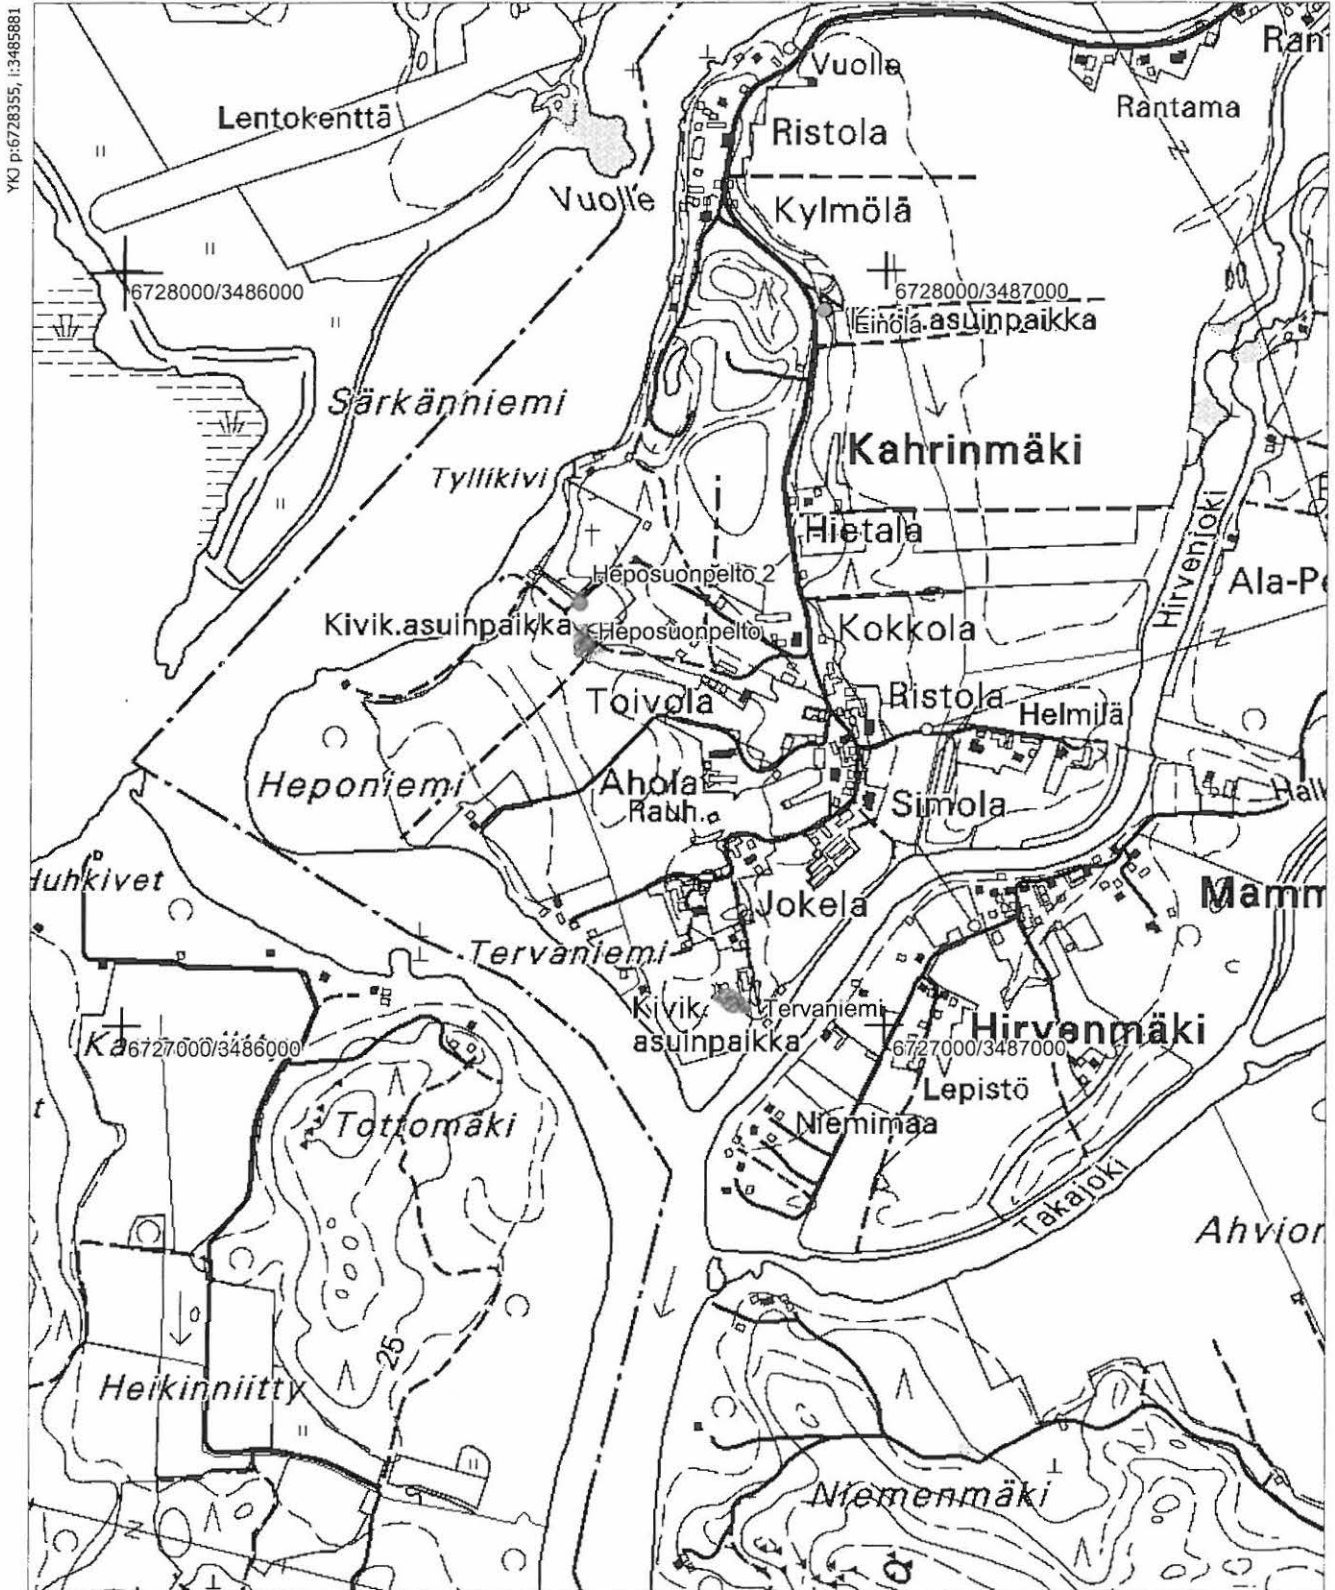 YKJ p:6728355, i:3485881
Vuolle
Rantama
Lentokenttä
Ristola
Vuolle
Kylmölä
6728000/3486000
6728000/3487000
Einola
asuinpaikka
Särkänniemi
Kahrinmäki
Tyllikivi
i
Hietala
Hirvenjoki
Heposuonpelto 2
Kivik.asuinpaikka
Heposuonpelto
Kokkola
Toivola
Ristola
Helmilä
Heponiemi
Ahola
Rauh.
Simola
Jokela
Tervaniemi
Kivik.
Tervaniemi
asuinpaikka
6727000/3486000
6727000/3487000
Hirvenmäki
Lepistö
Tottomäki
Niemimaa
Takajoki
25
Heikinniitty
Niemenmäki